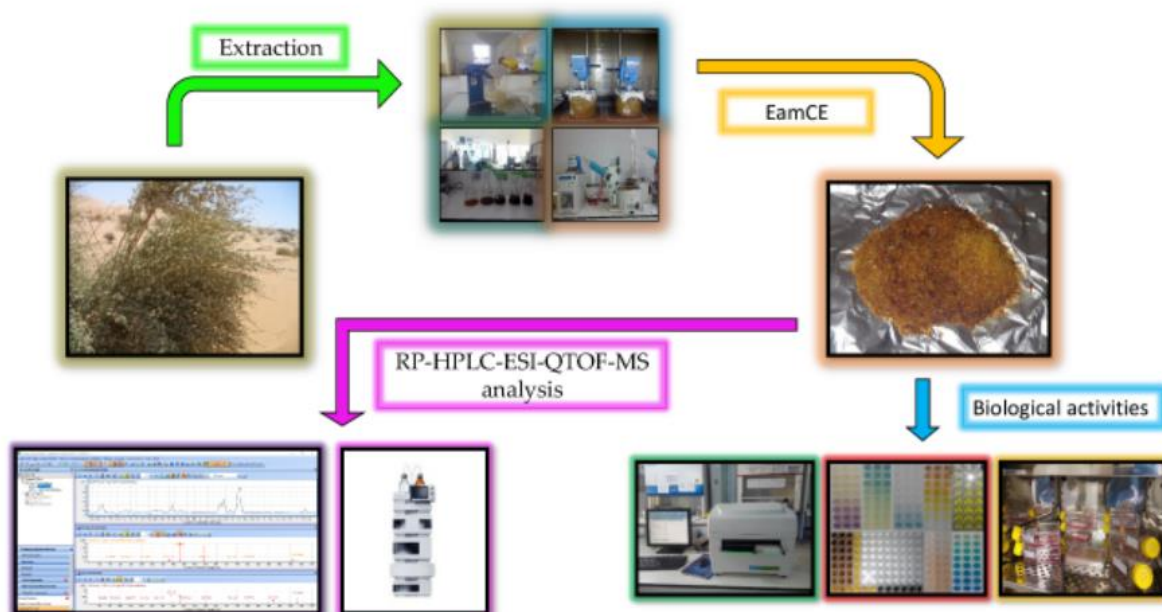 Extraction
EamCE
RP-HPLC-ESI-QTOF-MS
analysis
Biological activities